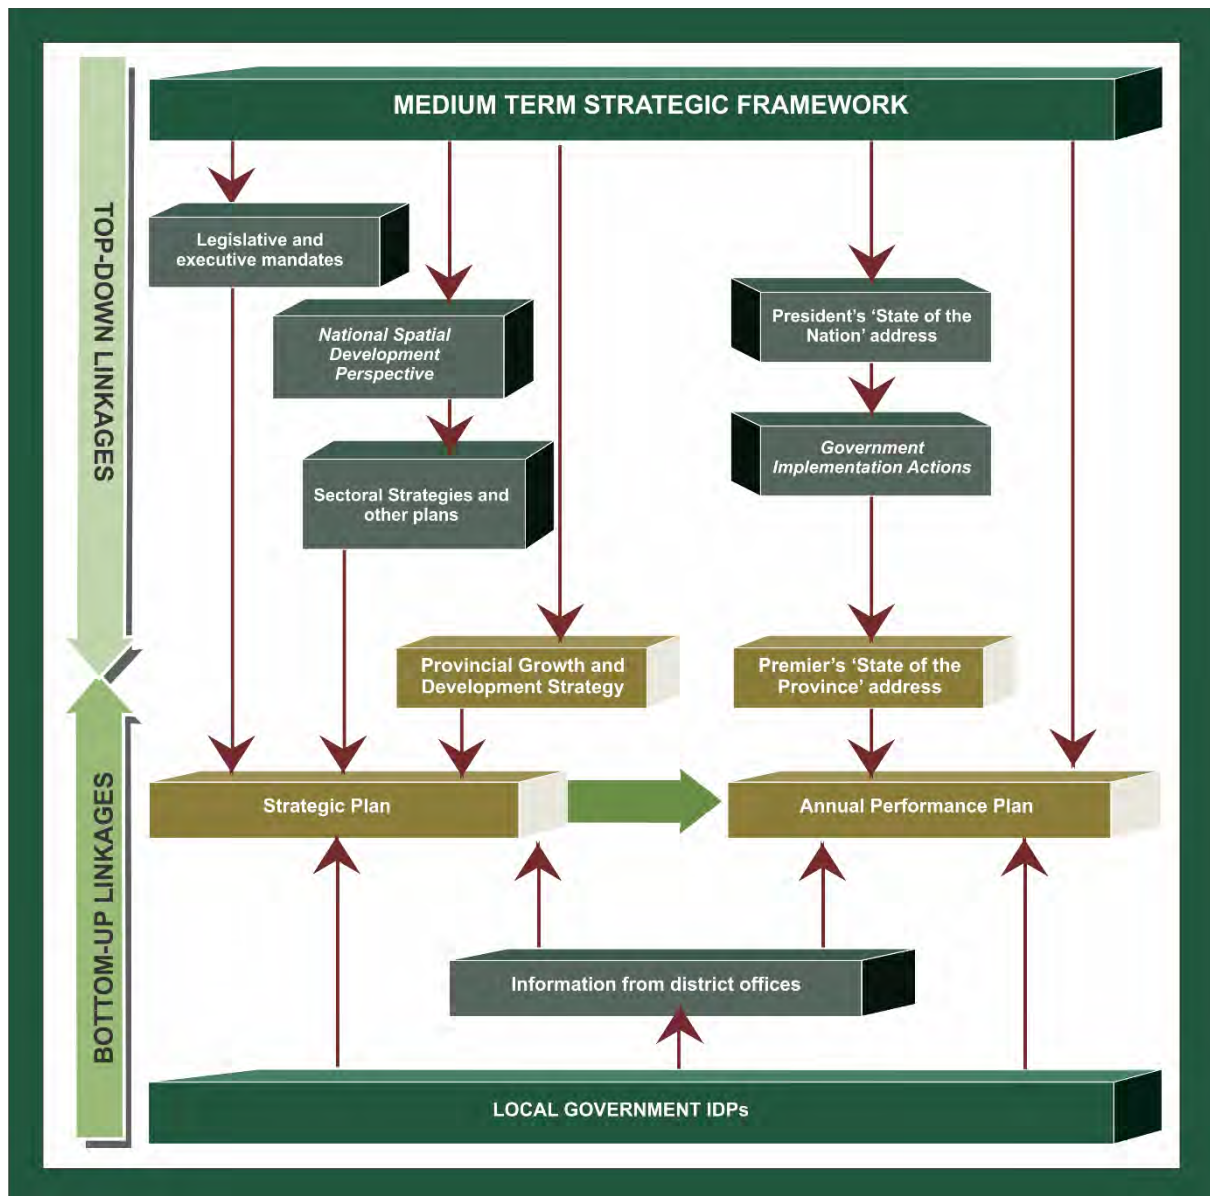 MEDIUM TERM STRATEGIC FRAMEWORK
TOP-DOWN LINKAGES
Legislative and
executive mandates
National Spatial
Development
Perspective
President’s ‘State of the
Nation’ address
Government
Implementation Actions
Sectoral Strategies and
other plans
Provincial Growth and
Development Strategy
Premier’s ‘State of the
Province’ address
BOTTOM-UP LINKAGES
Strategic Plan
Annual Performance Plan
Information from district offices
LOCAL GOVERNMENT IDPs